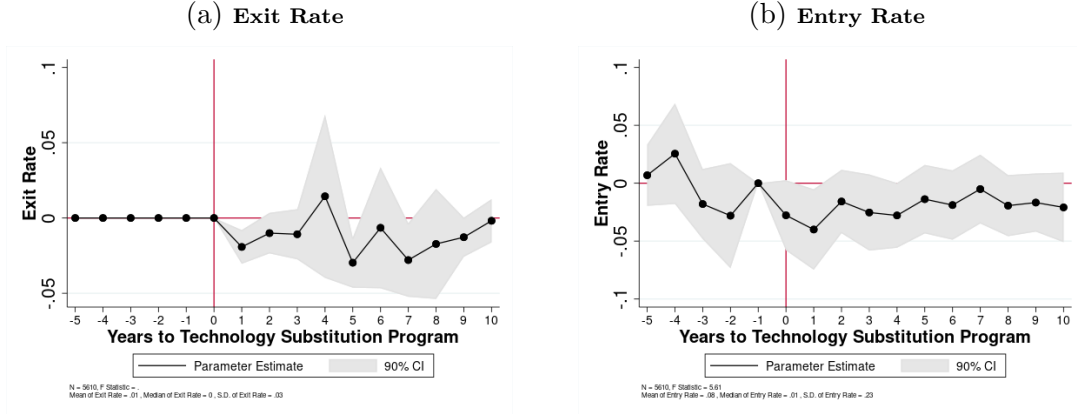 (a) Exit Rate
(b) Entry Rate
.1
.05
0
-.05
Exit Rate
-5 -4 -3 -2 -1 0 1 2 3 4 5 6 7 8 9 10
Years to Technology Substitution Program
Parameter Estimate 90% CI
N = 5610, F Statistic = .
Mean of Exit Rate = .01 , Median of Exit Rate = 0 , S.D. of Exit Rate = .03
.1
.05
0
-.05
-.1
Entry Rate
-5 -4 -3 -2 -1 0 1 2 3 4 5 6 7 8 9 10
Years to Technology Substitution Program
Parameter Estimate 90% CI
N = 5610, F Statistic = 5.61
Mean of Entry Rate = .08 , Median of Entry Rate = .01 , S.D. of Entry Rate = .23